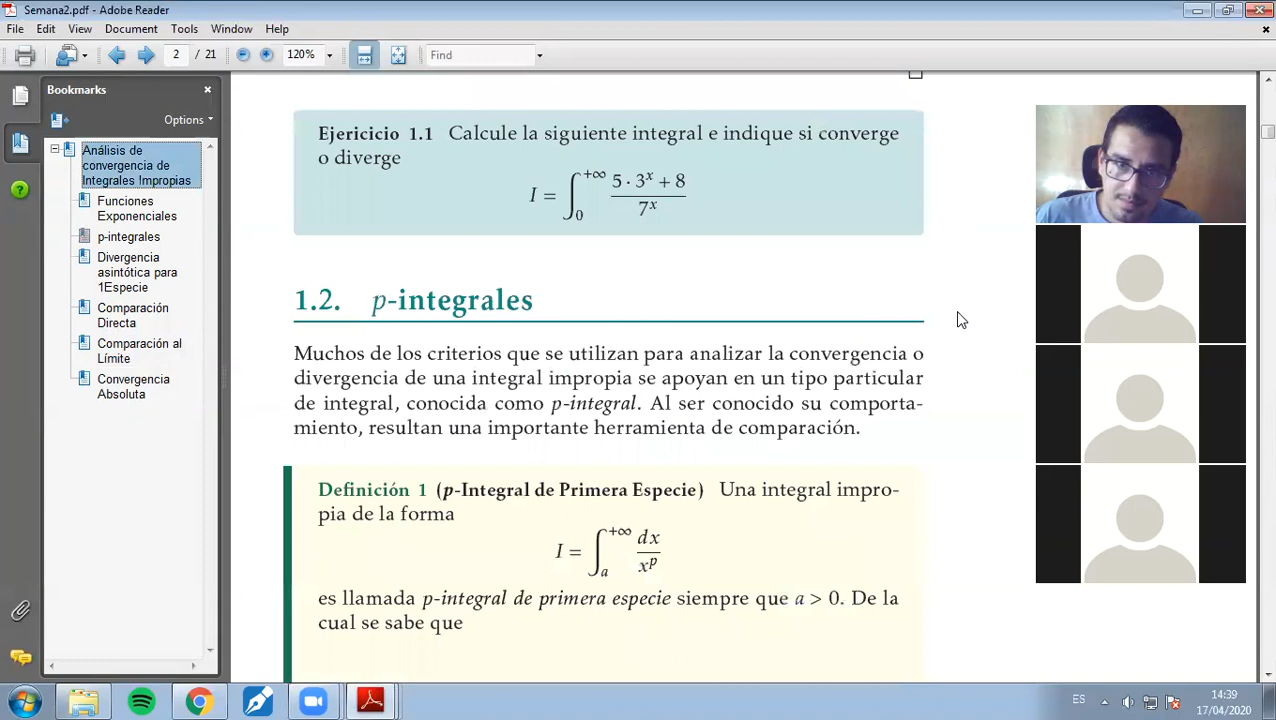 Semana2.pdf - Adobe Reader
File Edit View Document Tools Window Help
2 / 21 120% Find
Bookmarks
Options
Análisis de
convergencia de
Integrales !mpropias
Funciones
Exponenciales
p-integrales
Divergencia
asintótica para
1Especie
Comparación
Directa
Comparación al
Límite
Convergencia
Absoluta
Ejericicio 1.1 Calcule la siguiente integral e indique si converge
o diverge
I = ∫₀^{+∞} (5 · 3^x + 8) / 7^x
1.2. p-integrales
Muchos de los criterios que se utilizan para analizar la convergencia o
divergencia de una integral impropia se apoyan en un tipo particular
de integral, conocida como p-integral. Al ser conocido su comporta-
miento, resultan una importante herramienta de comparación.
Definición 1 (p-Integral de Primera Especie) Una integral impro-
pia de la forma
I = ∫_a^{+∞} dx / x^p
es llamada p-integral de primera especie siempre que a > 0. De la
cual se sabe que
ES
14:39
17/04/2020